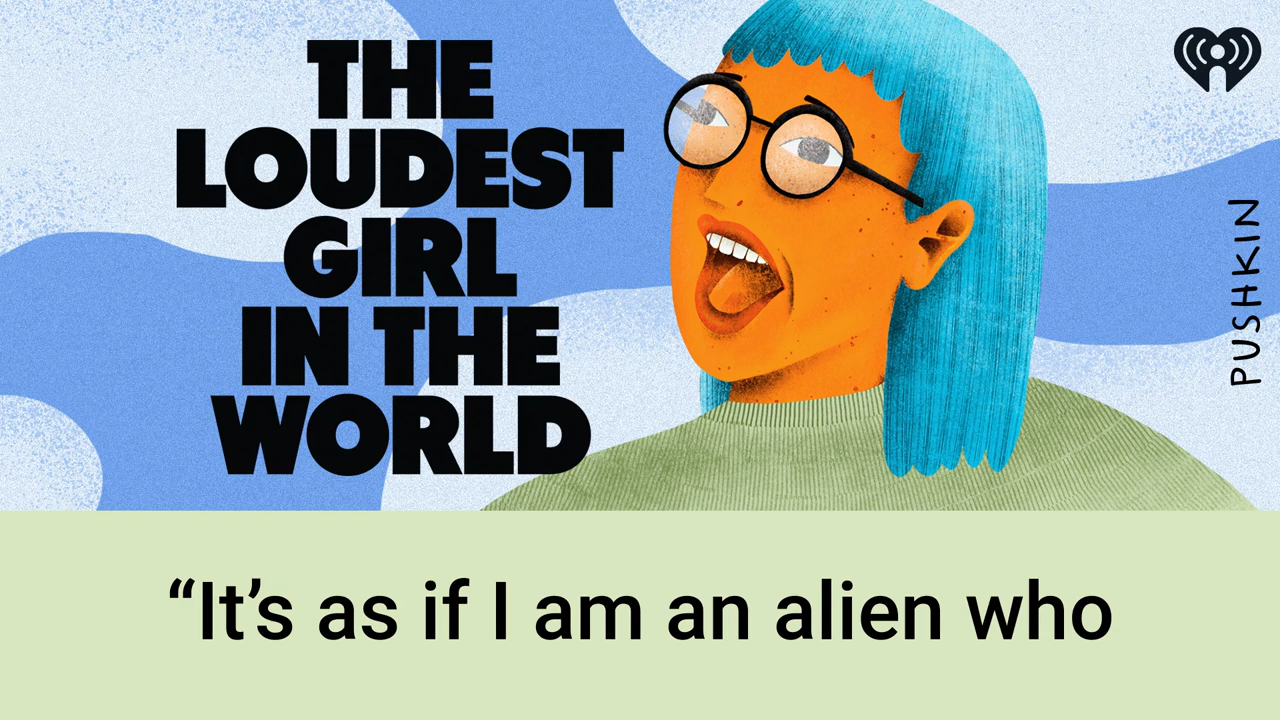 THE
LOUDEST
GIRL
IN THE
WORLD
PUSHKIN
“It’s as if I am an alien who